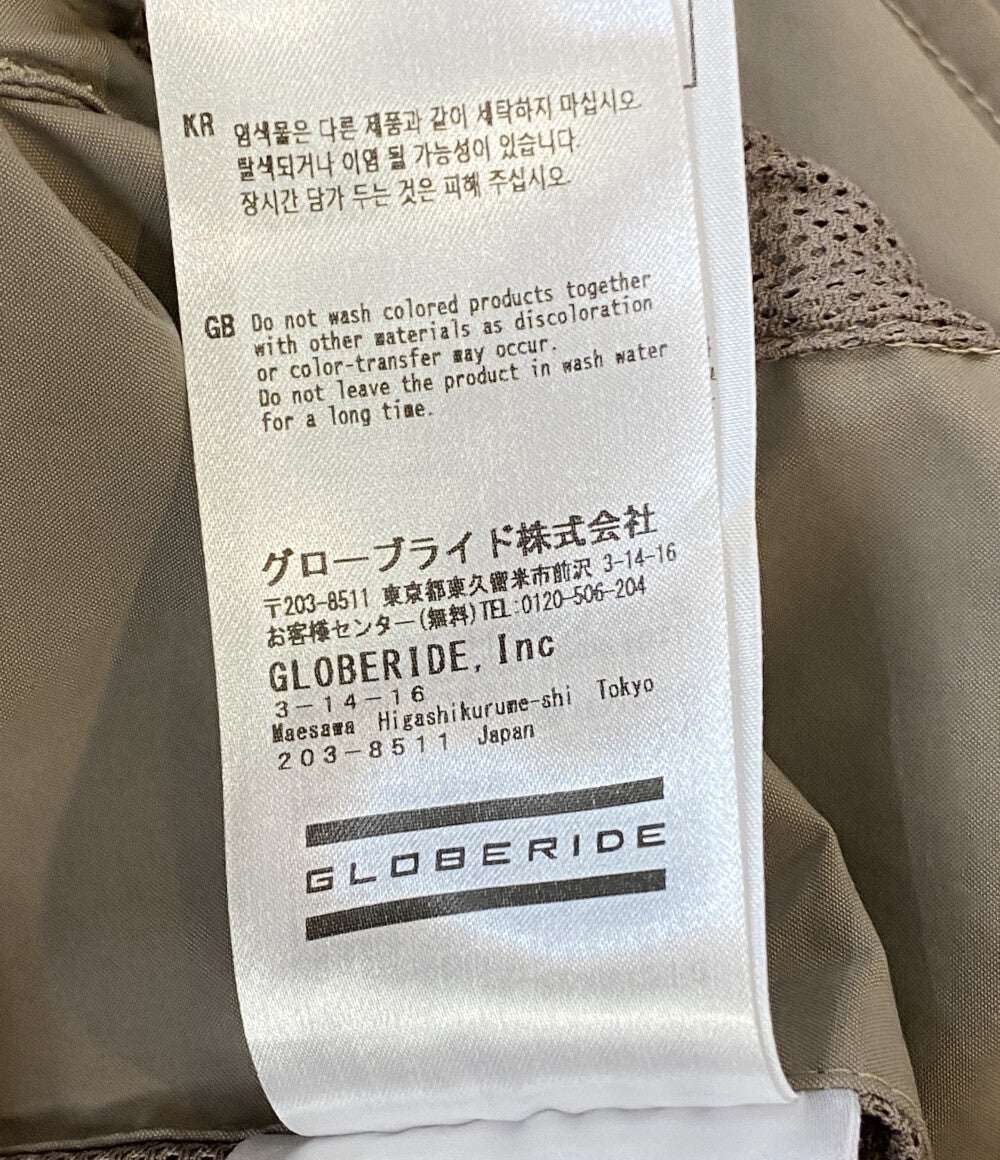 KR 염색물은 다른 제품과 같이 세탁하지 마십시오.
탈색되거나 이염 될 가능성이 있습니다.
장시간 담가 두는 것은 피해 주십시오.
GB Do not wash colored products together
with other materials as discoloration
or color-transfer may occur.
Do not leave the product in wash water
for a long time.
グローブライド株式会社
〒203-8511 東京都東久留米市前沢 3-14-16
お客様センター(無料)TEL:0120-506-204
GLOBERIDE, Inc
3-14-16
Maesawa Higashikurume-shi Tokyo
203-8511 Japan
GLOBERIDE